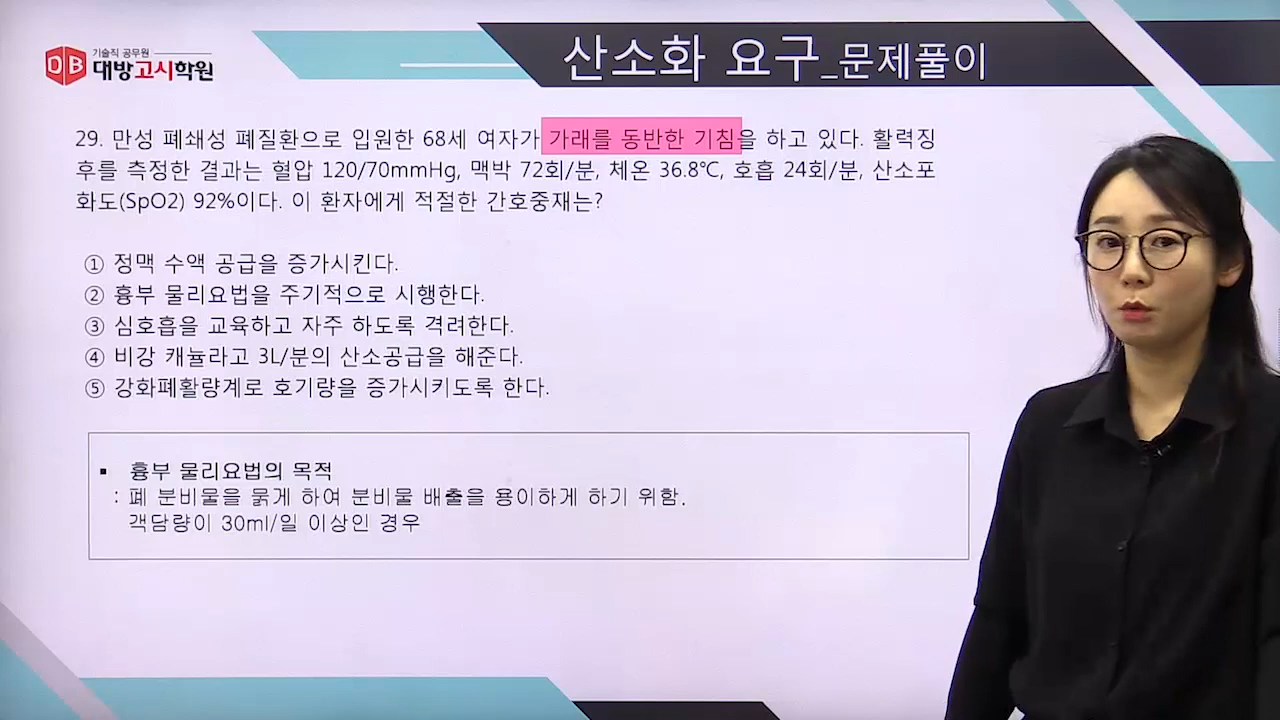 기술직 공무원
DB 대방고시학원
산소화 요구_문제풀이
29. 만성 폐쇄성 폐질환으로 입원한 68세 여자가 가래를 동반한 기침을 하고 있다. 활력징
후를 측정한 결과는 혈압 120/70mmHg, 맥박 72회/분, 체온 36.8℃, 호흡 24회/분, 산소포
화도(SpO2) 92%이다. 이 환자에게 적절한 간호중재는?
① 정맥 수액 공급을 증가시킨다.
② 흉부 물리요법을 주기적으로 시행한다.
③ 심호흡을 교육하고 자주 하도록 격려한다.
④ 비강 캐뉼라고 3L/분의 산소공급을 해준다.
⑤ 강화폐활량계로 호기량을 증가시키도록 한다.
▪ 흉부 물리요법의 목적
: 폐 분비물을 묽게 하여 분비물 배출을 용이하게 하기 위함.
객담량이 30ml/일 이상인 경우